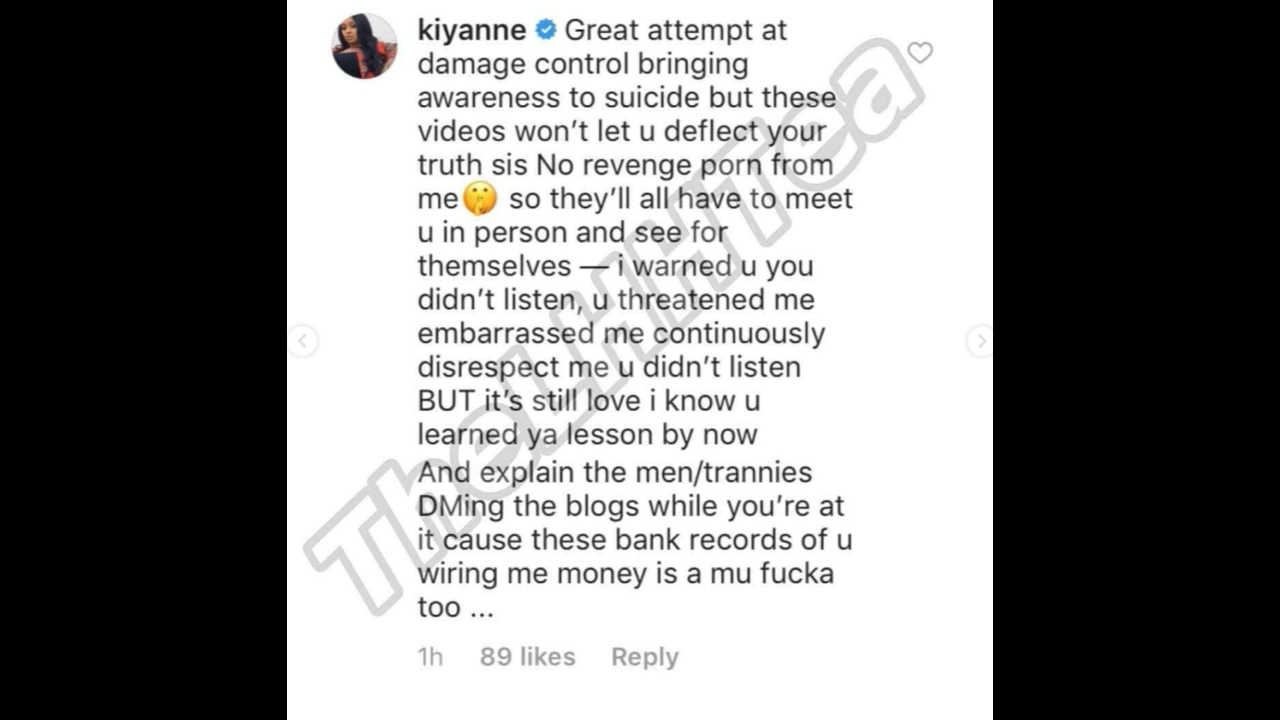 kiyanne Great attempt at
damage control bringing
awareness to suicide but these
videos won't let u deflect your
truth sis No revenge porn from
me🤫 so they'll all have to meet
u in person and see for
themselves — i warned u you
didn't listen, u threatened me
embarrassed me continuously
disrespect me u didn't listen
BUT it's still love i know u
learned ya lesson by now
And explain the men/trannies
DMing the blogs while you're at
it cause these bank records of u
wiring me money is a mu fucka
too ...
1h 89 likes Reply
TheLHHTea